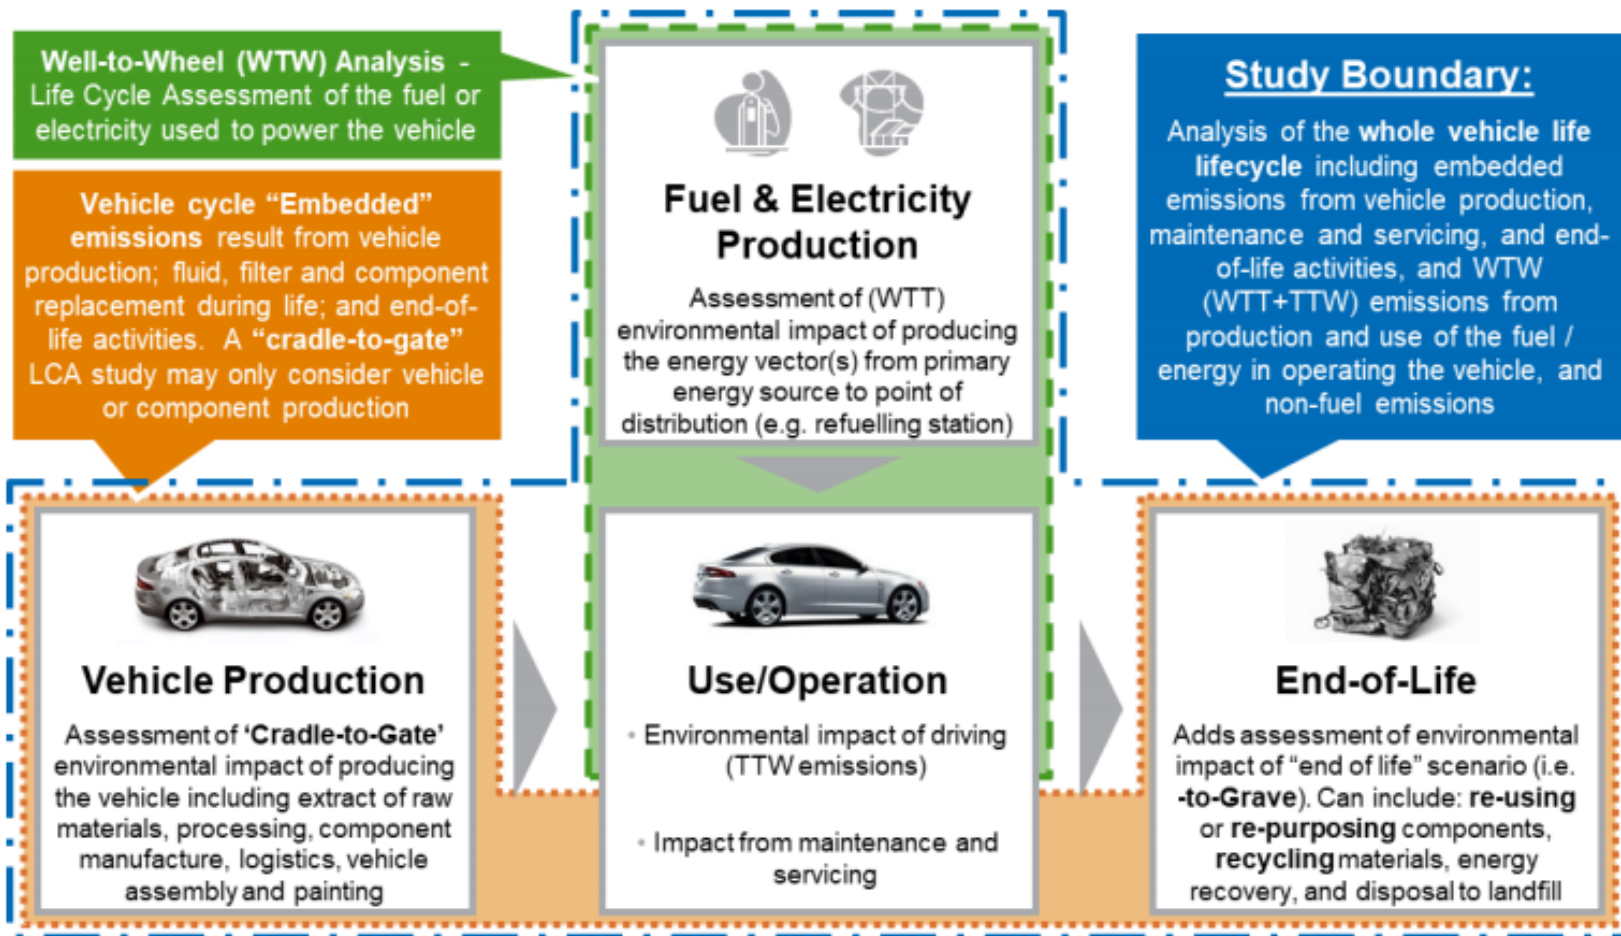 Well-to-Wheel (WTW) Analysis -
Life Cycle Assessment of the fuel or
electricity used to power the vehicle
Vehicle cycle “Embedded”
emissions result from vehicle
production; fluid, filter and component
replacement during life; and end-of-
life activities. A “cradle-to-gate”
LCA study may only consider vehicle
or component production
Fuel & Electricity
Production
Assessment of (WTT)
environmental impact of producing
the energy vector(s) from primary
energy source to point of
distribution (e.g. refuelling station)
Study Boundary:
Analysis of the whole vehicle life
lifecycle including embedded
emissions from vehicle production,
maintenance and servicing, and end-
of-life activities, and WTW
(WTT+TTW) emissions from
production and use of the fuel /
energy in operating the vehicle, and
non-fuel emissions
Vehicle Production
Assessment of ‘Cradle-to-Gate’
environmental impact of producing
the vehicle including extract of raw
materials, processing, component
manufacture, logistics, vehicle
assembly and painting
Use/Operation
• Environmental impact of driving
(TTW emissions)
• Impact from maintenance and
servicing
End-of-Life
Adds assessment of environmental
impact of “end of life” scenario (i.e.
-to-Grave). Can include: re-using
or re-purposing components,
recycling materials, energy
recovery, and disposal to landfill